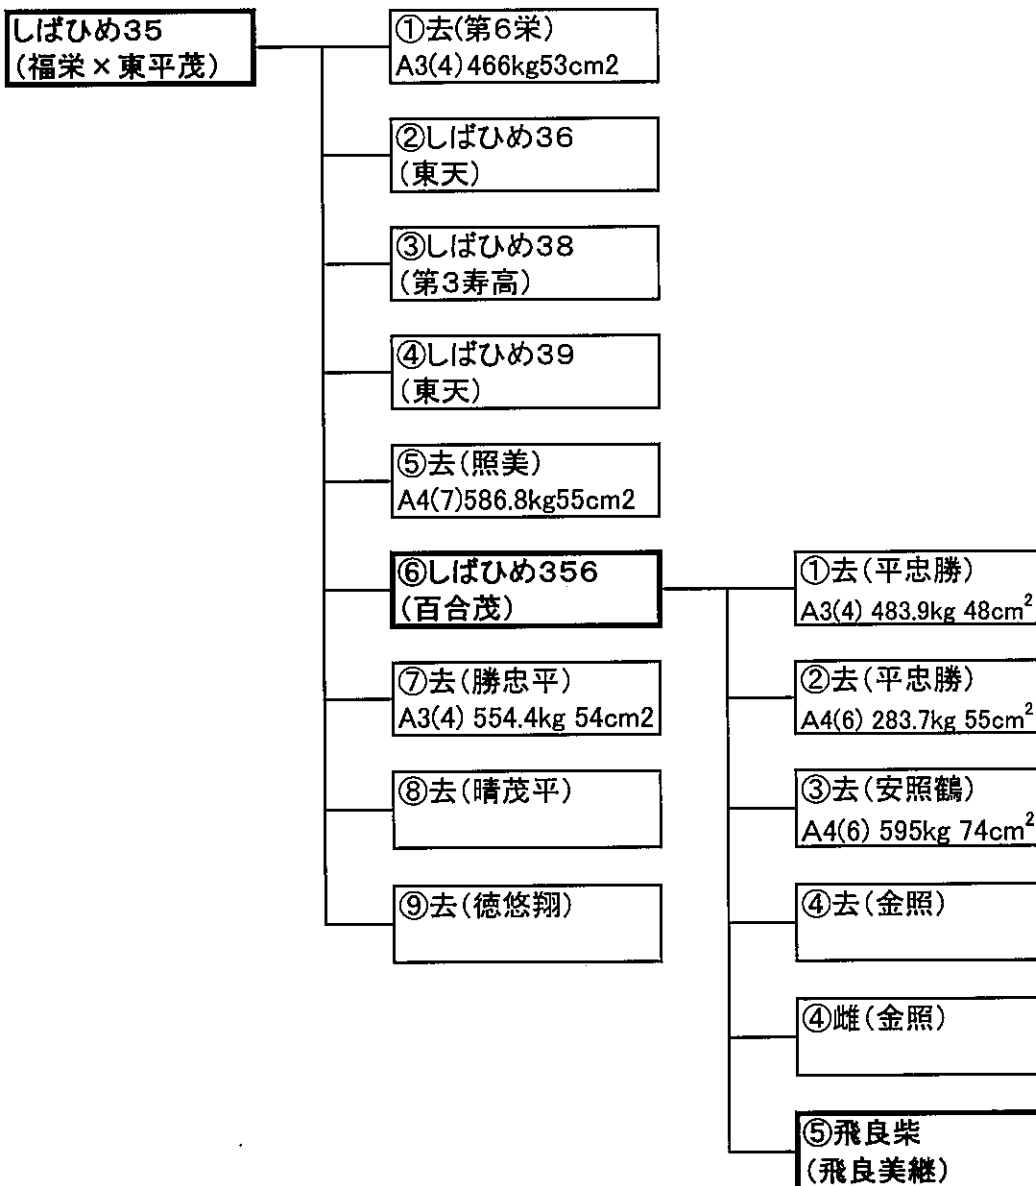 しばひめ35
(福栄×東平茂)
①去(第6栄)
A3(4)466kg53cm2
②しばひめ36
(東天)
③しばひめ38
(第3寿高)
④しばひめ39
(東天)
⑤去(照美)
A4(7)586.8kg55cm2
⑥しばひめ356
(百合茂)
⑦去(勝忠平)
A3(4) 554.4kg 54cm2
⑧去(晴茂平)
⑨去(徳悠翔)
①去(平忠勝)
A3(4) 483.9kg 48cm²
②去(平忠勝)
A4(6) 283.7kg 55cm²
③去(安照鶴)
A4(6) 595kg 74cm²
④去(金照)
④雌(金照)
⑤飛良柴
(飛良美継)